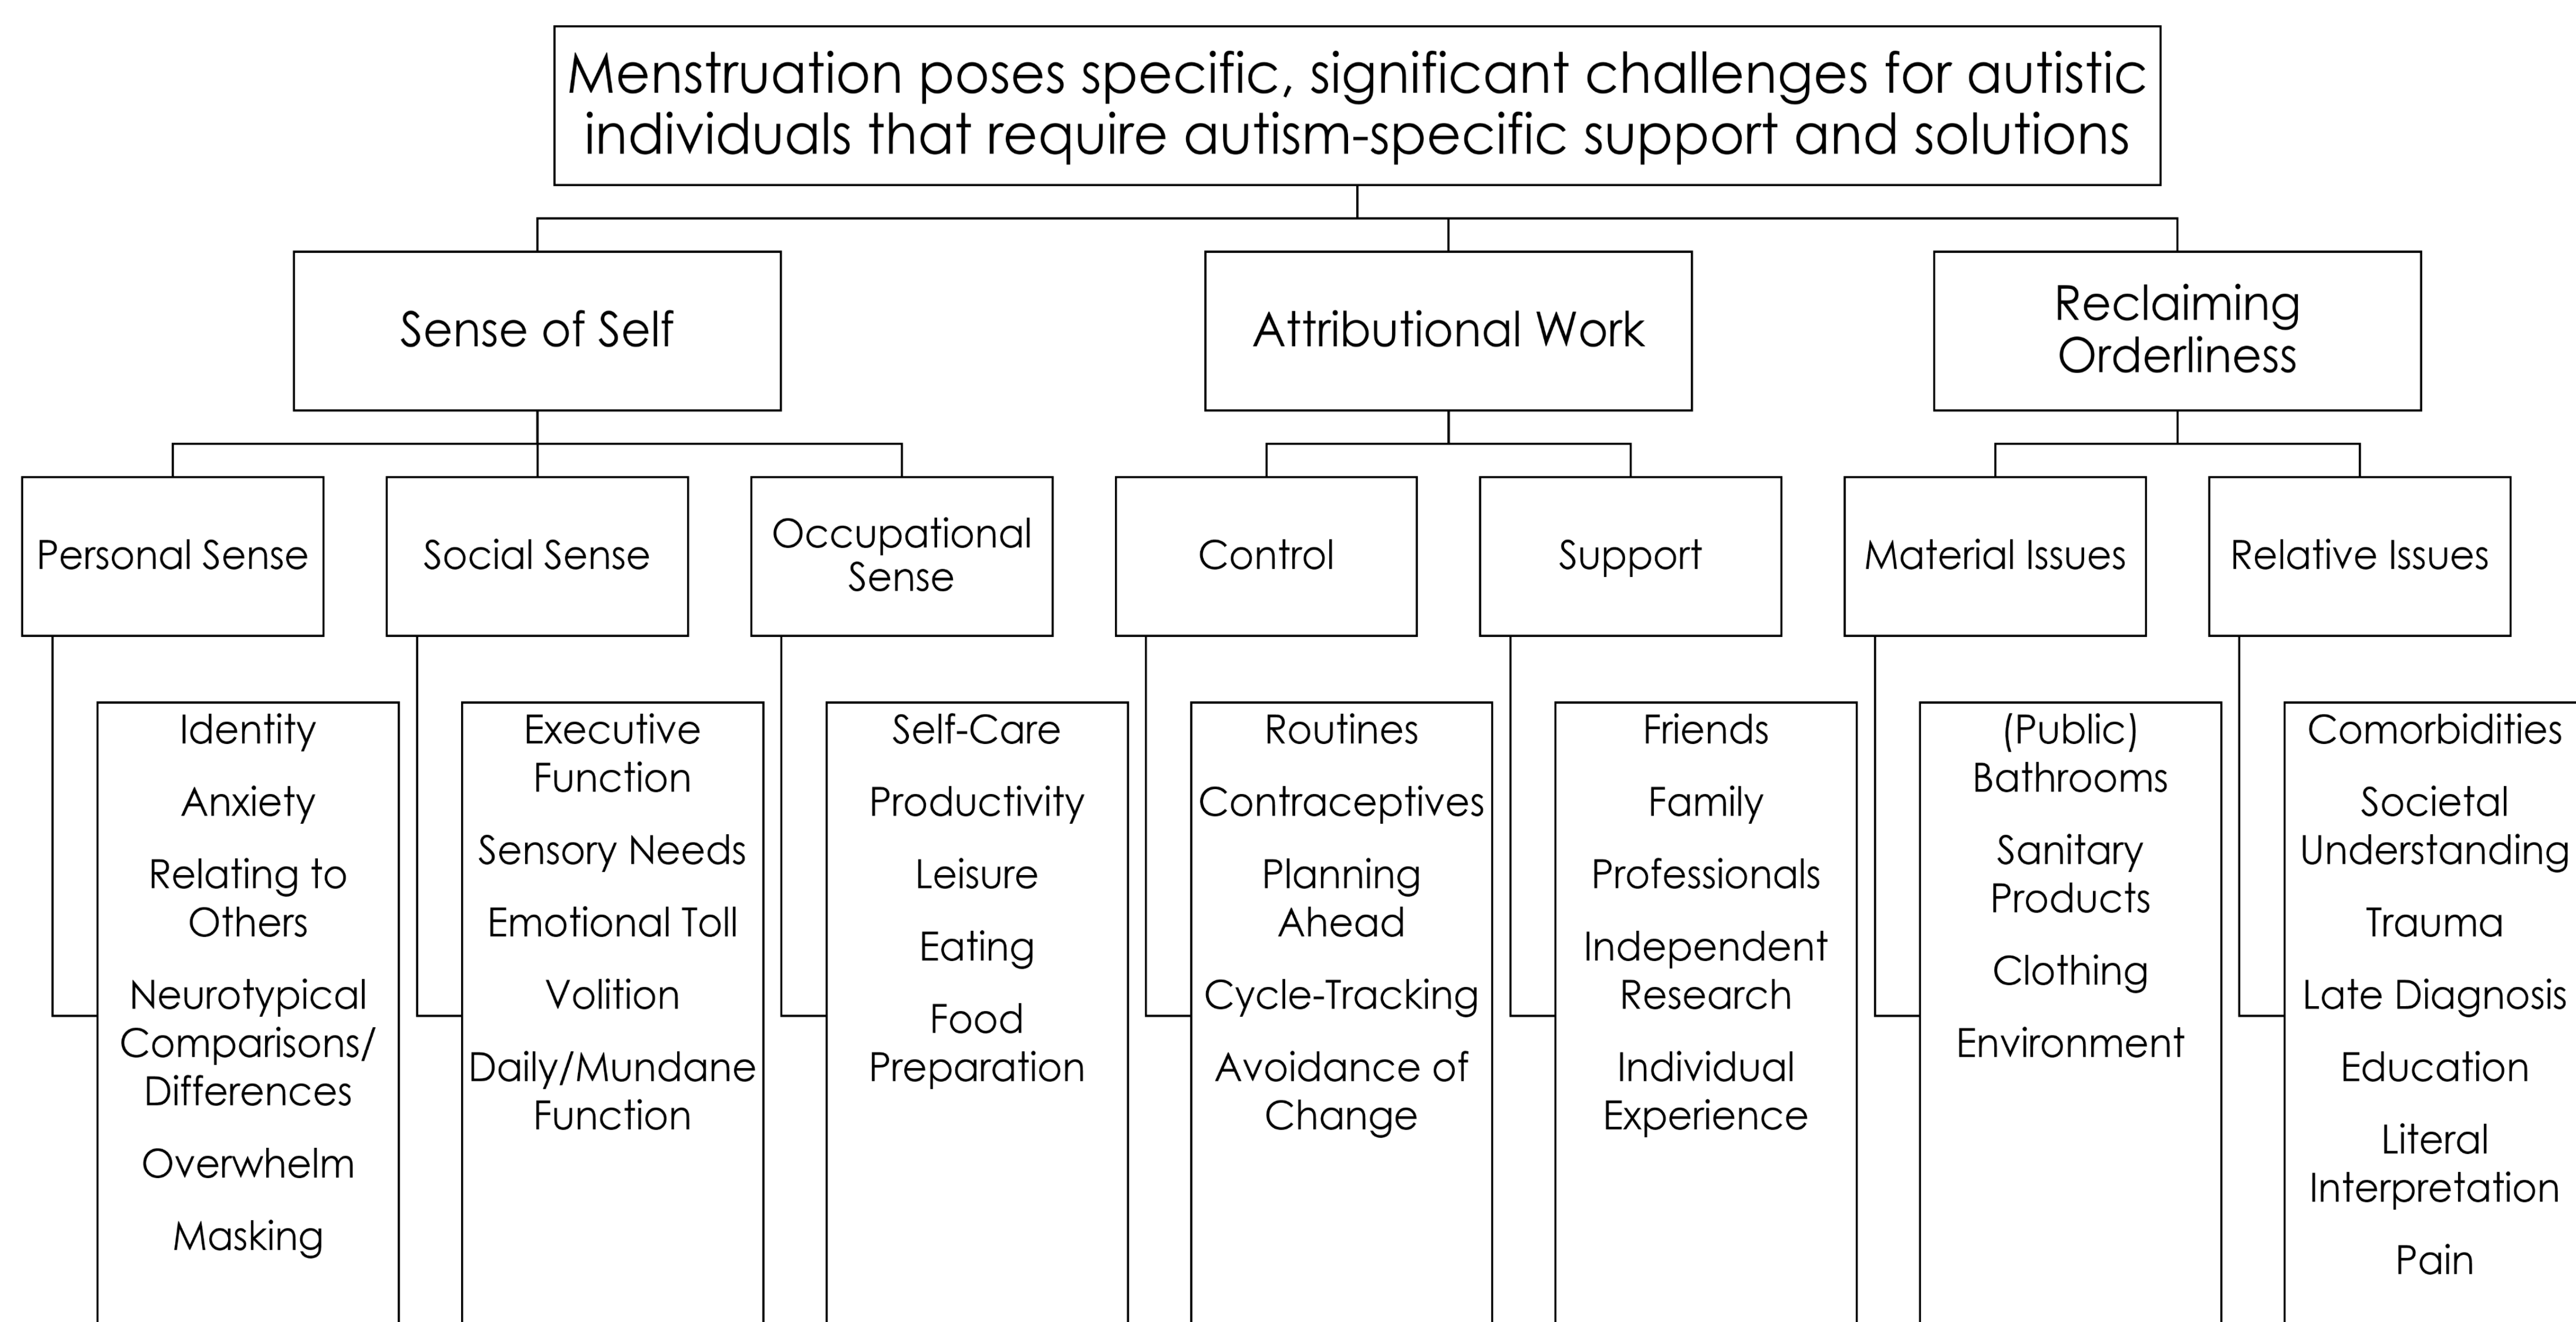 Menstruation poses specific, significant challenges for autistic
individuals that require autism-specific support and solutions
Sense of Self
Attributional Work
Reclaiming
Orderliness
Personal Sense
Social Sense
Occupational
Sense
Control
Support
Material Issues
Relative Issues
Identity
Anxiety
Relating to
Others
Neurotypical
Comparisons/
Differences
Overwhelm
Masking
Executive
Function
Sensory Needs
Emotional Toll
Volition
Daily/Mundane
Function
Self-Care
Productivity
Leisure
Eating
Food
Preparation
Routines
Contraceptives
Planning
Ahead
Cycle-Tracking
Avoidance of
Change
Friends
Family
Professionals
Independent
Research
Individual
Experience
(Public)
Bathrooms
Sanitary
Products
Clothing
Environment
Comorbidities
Societal
Understanding
Trauma
Late Diagnosis
Education
Literal
Interpretation
Pain